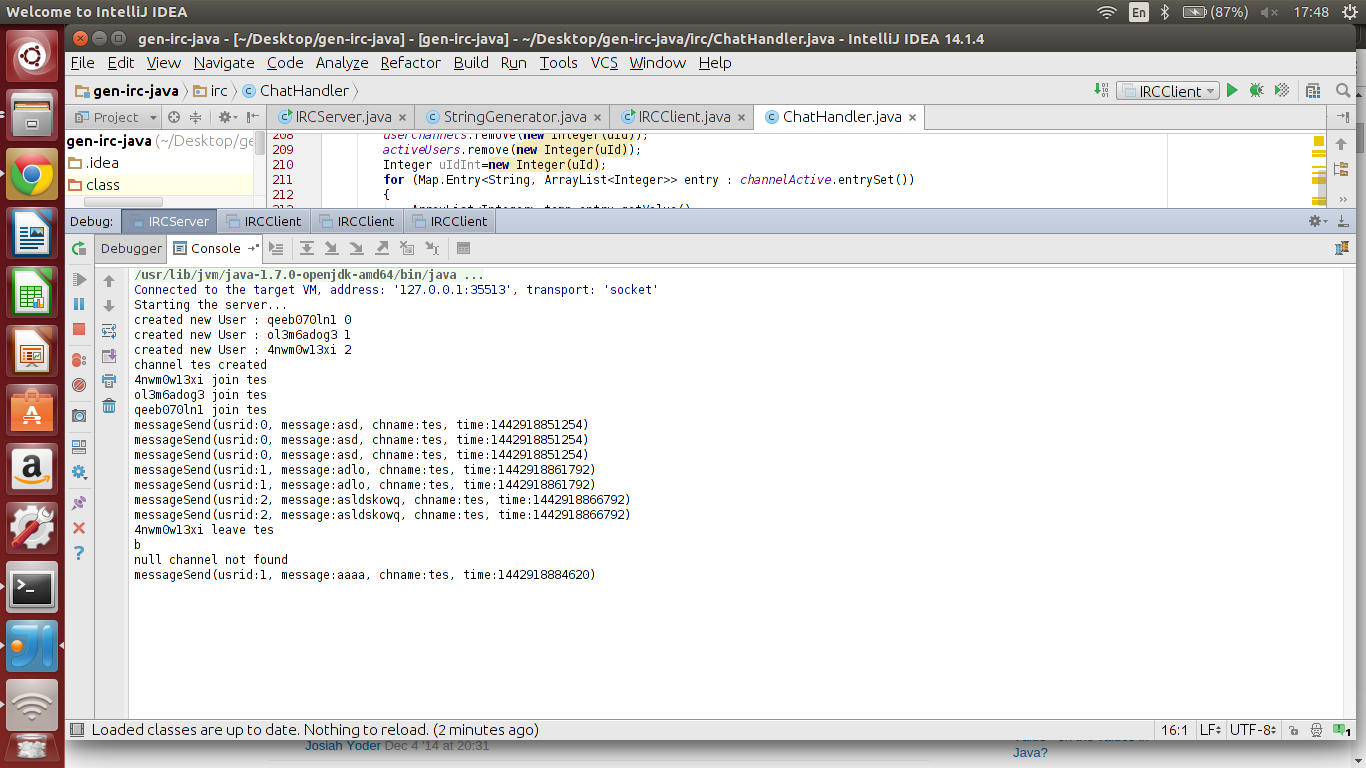 Welcome to IntelliJ IDEA
En
(87%)
17:48
gen-irc-java - [~/Desktop/gen-irc-java] - [gen-irc-java] - ~/Desktop/gen-irc-java/irc/ChatHandler.java - IntelliJ IDEA 14.1.4
File Edit View Navigate Code Analyze Refactor Build Run Tools VCS Window Help
gen-irc-java irc ChatHandler
IRCClient
Project
IRCServer.java StringGenerator.java IRCClient.java ChatHandler.java
gen-irc-java (~/Desktop/ge
.idea
class
208 userChannels.remove(new Integer(uId));
209 activeUsers.remove(new Integer(uId));
210 Integer uIdInt=new Integer(uId);
211 for (Map.Entry<String, ArrayList<Integer>> entry : channelActive.entrySet())
212 {
Debug: IRCServer IRCClient IRCClient IRCClient
Debugger Console
/usr/lib/jvm/java-1.7.0-openjdk-amd64/bin/java ...
Connected to the target VM, address: '127.0.0.1:35513', transport: 'socket'
Starting the server...
created new User : qeeb070ln1 0
created new User : ol3m6adog3 1
created new User : 4nwm0w13xi 2
channel tes created
4nwm0w13xi join tes
ol3m6adog3 join tes
qeeb070ln1 join tes
messageSend(usrid:0, message:asd, chname:tes, time:1442918851254)
messageSend(usrid:0, message:asd, chname:tes, time:1442918851254)
messageSend(usrid:0, message:asd, chname:tes, time:1442918851254)
messageSend(usrid:1, message:adlo, chname:tes, time:1442918861792)
messageSend(usrid:1, message:adlo, chname:tes, time:1442918861792)
messageSend(usrid:2, message:asldskowq, chname:tes, time:1442918866792)
messageSend(usrid:2, message:asldskowq, chname:tes, time:1442918866792)
4nwm0w13xi leave tes
b
null channel not found
messageSend(usrid:1, message:aaaa, chname:tes, time:1442918884620)
Loaded classes are up to date. Nothing to reload. (2 minutes ago)
16:1 LF UTF-8 1
Josiah Yoder Dec 4 '14 at 20:31
Java?